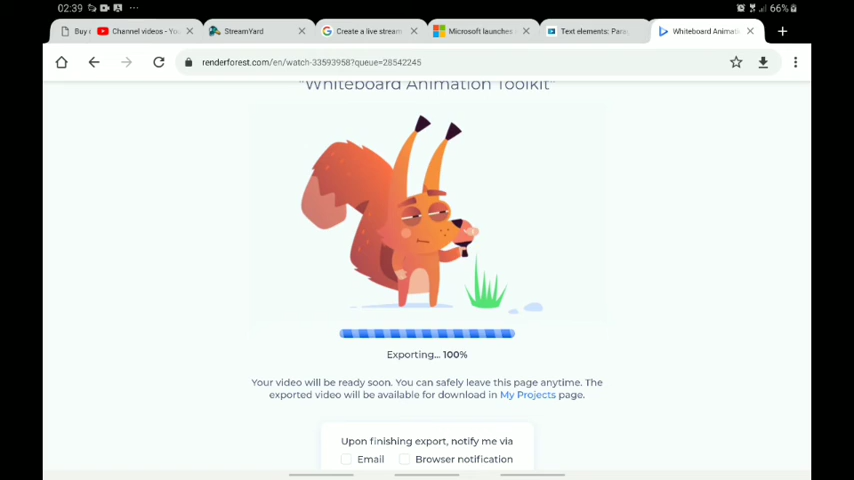 02:39
66%
Buy
Channel videos - You
StreamYard
Create a live stream
Microsoft launches
Text elements: Para
Whiteboard Animati
renderforest.com/en/watch-33593958?queue=28542245
"Whiteboard Animation Toolkit"
Exporting... 100%
Your video will be ready soon. You can safely leave this page anytime. The
exported video will be available for download in My Projects page.
Upon finishing export, notify me via
Email Browser notification